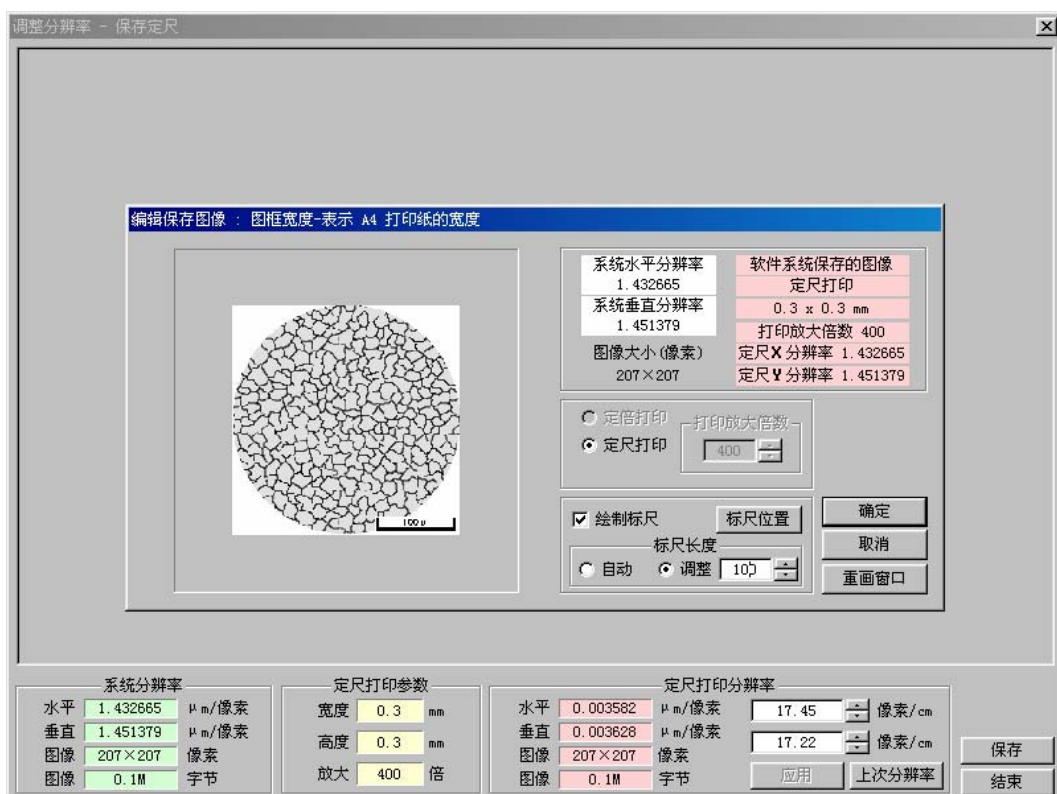 调整分辨率 - 保存定尺
编辑保存图像 : 图框宽度-表示 A4 打印纸的宽度
100μ
系统水平分辨率
1.432665
系统垂直分辨率
1.451379
图像大小(像素)
207×207
软件系统保存的图像
定尺打印
0.3 x 0.3 mm
打印放大倍数 400
定尺X分辨率 1.432665
定尺Y分辨率 1.451379
定倍打印
定尺打印
打印放大倍数
400
绘制标尺
标尺位置
标尺长度
自动
调整
100
确定
取消
重画窗口
系统分辨率
水平 1.432665 μm/像素
垂直 1.451379 μm/像素
图像 207×207 像素
图像 0.1M 字节
定尺打印参数
宽度 0.3 mm
高度 0.3 mm
放大 400 倍
定尺打印分辨率
水平 0.003582 μm/像素
垂直 0.003628 μm/像素
图像 207×207 像素
图像 0.1M 字节
17.45 像素/cm
17.22 像素/cm
应用
上次分辨率
保存
结束